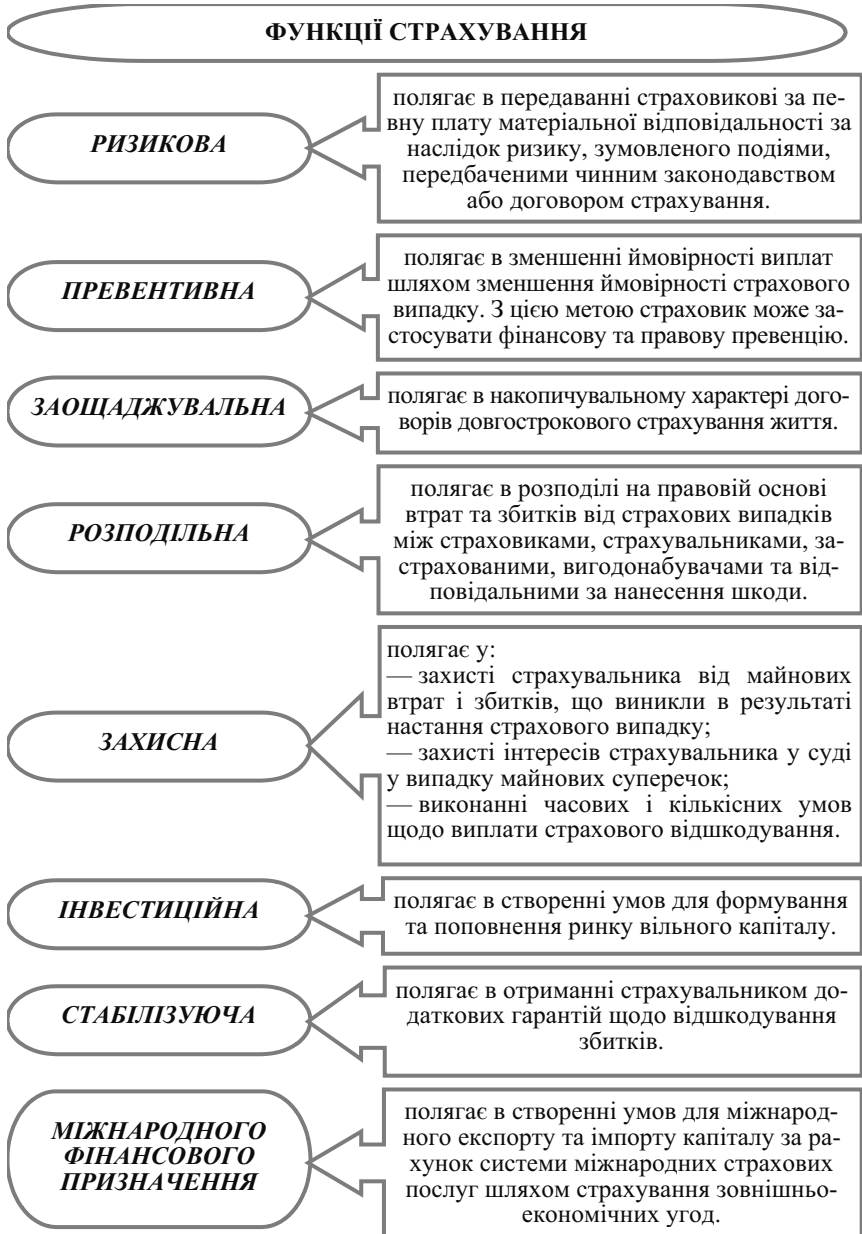 ФУНКЦІЇ СТРАХУВАННЯ
РИЗИКОВА
полягає в передаванні страховикові за пе-
вну плату матеріальної відповідальності за
наслідок ризику, зумовленого подіями,
передбаченими чинним законодавством
або договором страхування.
ПРЕВЕНТИВНА
полягає в зменшенні ймовірності виплат
шляхом зменшення ймовірності страхового
випадку. З цією метою страховик може за-
стосувати фінансову та правову превенцію.
ЗАОЩАДЖУВАЛЬНА
полягає в накопичувальному характері дого-
ворів довгострокового страхування життя.
РОЗПОДІЛЬНА
полягає в розподілі на правовій основі
втрат та збитків від страхових випадків
між страховиками, страхувальниками, за-
страхованими, вигодонабувачами та від-
повідальними за нанесення шкоди.
ЗАХИСНА
полягає у:
— захисті страхувальника від майнових
втрат і збитків, що виникли в результаті
настання страхового випадку;
— захисті інтересів страхувальника у суді
у випадку майнових суперечок;
— виконанні часових і кількісних умов
щодо виплати страхового відшкодування.
ІНВЕСТИЦІЙНА
полягає в створенні умов для формування
та поповнення ринку вільного капіталу.
СТАБІЛІЗУЮЧА
полягає в отриманні страхувальником до-
даткових гарантій щодо відшкодування
збитків.
МІЖНАРОДНОГО
ФІНАНСОВОГО
ПРИЗНАЧЕННЯ
полягає в створенні умов для міжнарод-
ного експорту та імпорту капіталу за ра-
хунок системи міжнародних страхових
послуг шляхом страхування зовнішньо-
економічних угод.